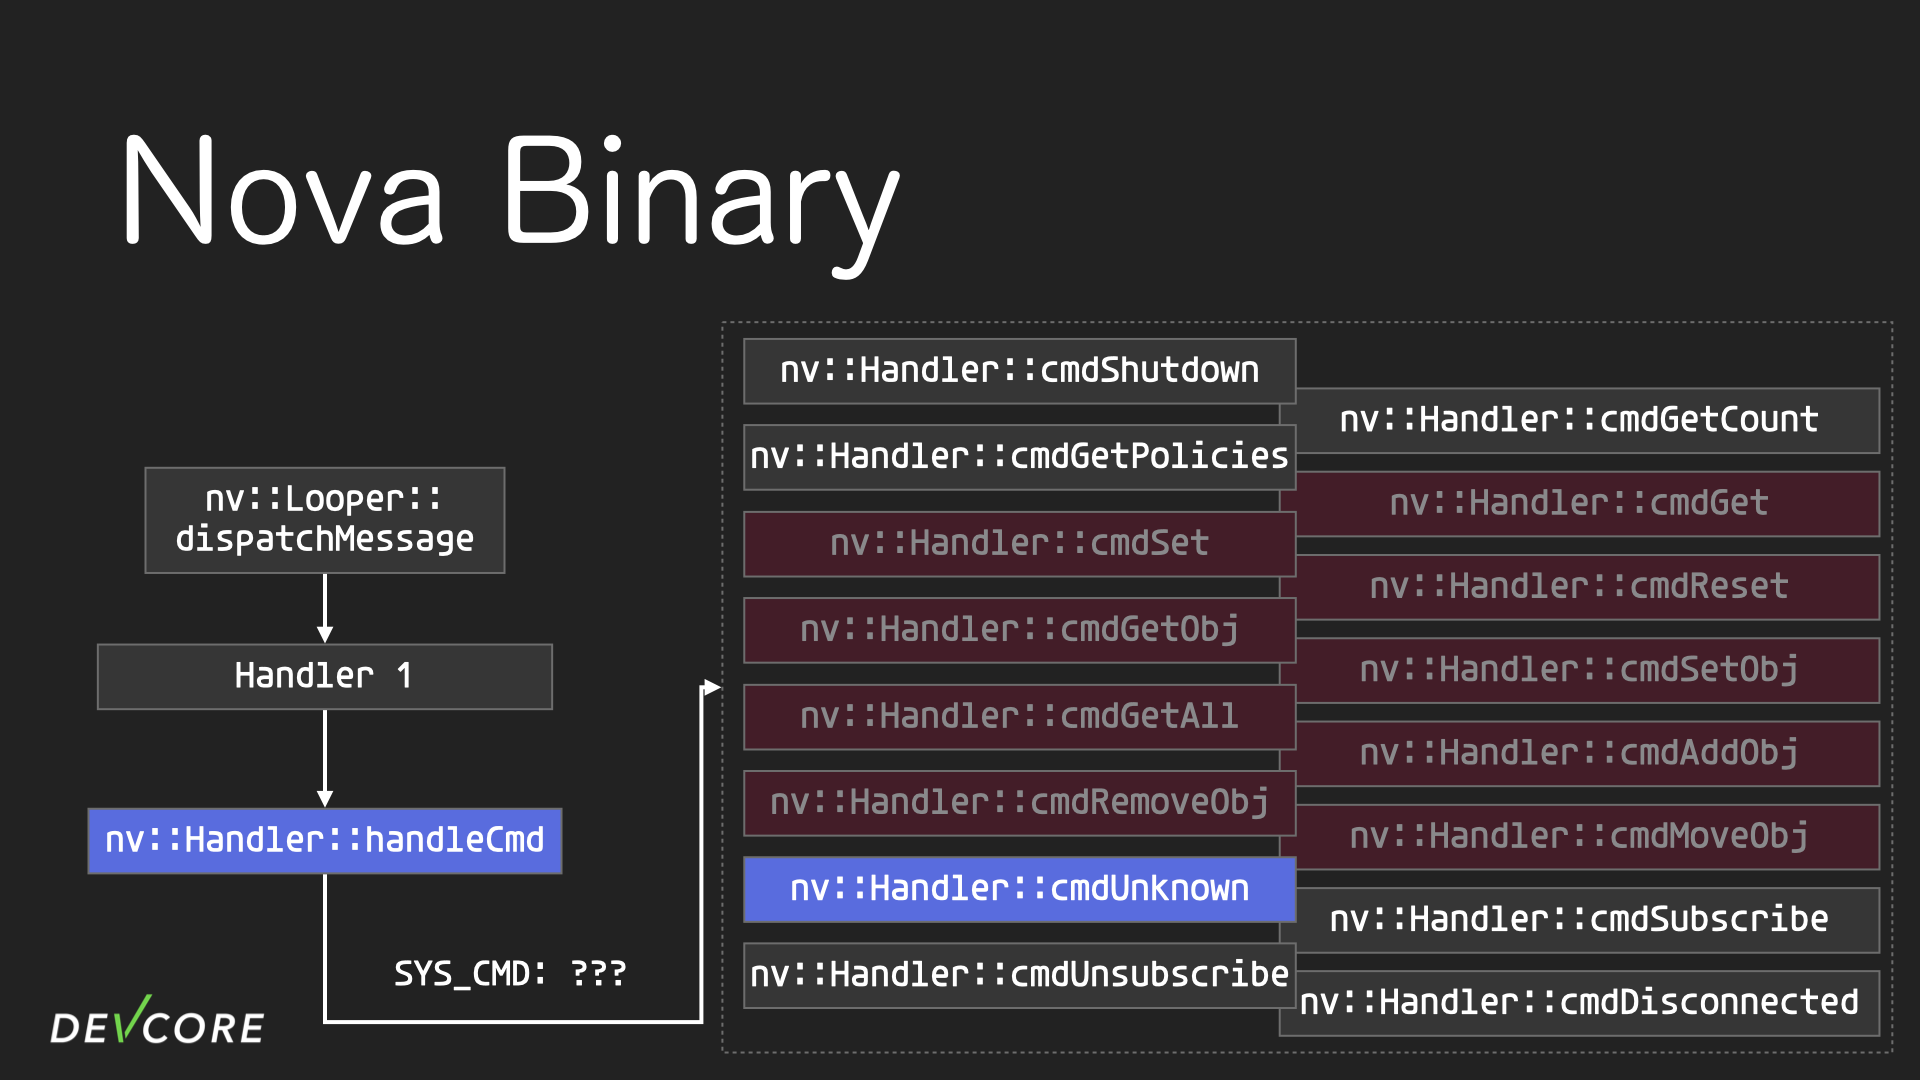 Nova Binary
nv::Looper::
dispatchMessage
Handler 1
nv::Handler::handleCmd
SYS_CMD: ???
nv::Handler::cmdShutdown
nv::Handler::cmdGetCount
nv::Handler::cmdGetPolicies
nv::Handler::cmdGet
nv::Handler::cmdSet
nv::Handler::cmdReset
nv::Handler::cmdGetObj
nv::Handler::cmdSetObj
nv::Handler::cmdGetAll
nv::Handler::cmdAddObj
nv::Handler::cmdRemoveObj
nv::Handler::cmdMoveObj
nv::Handler::cmdUnknown
nv::Handler::cmdSubscribe
nv::Handler::cmdUnsubscribe
nv::Handler::cmdDisconnected
DEVCORE